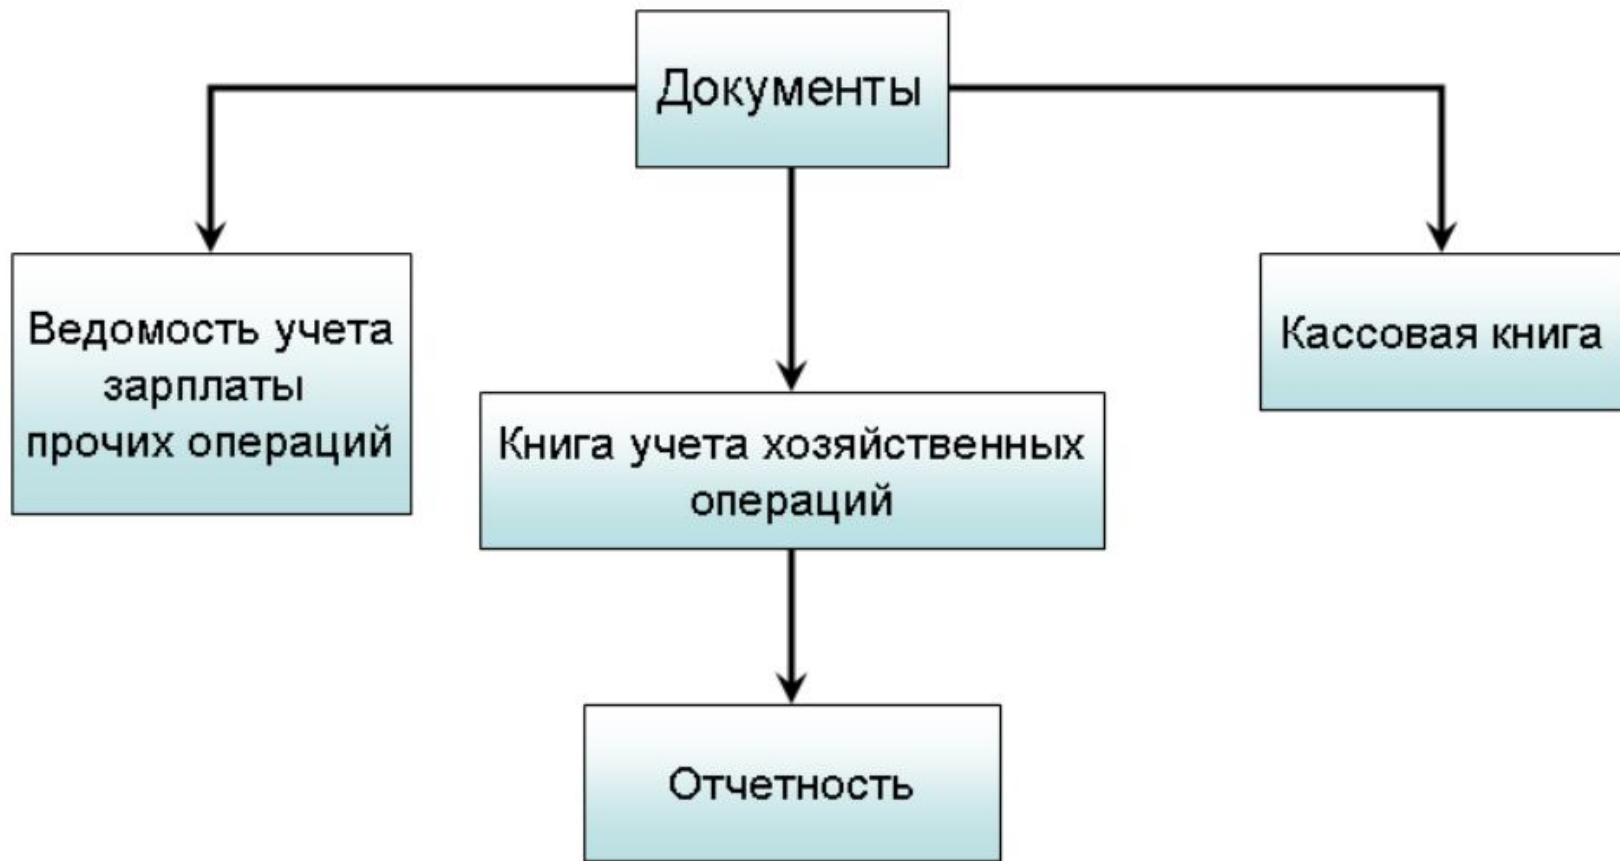 Документы
Ведомость учета
зарплаты
прочих операций
Кассовая книга
Книга учета хозяйственных
операций
Отчетность